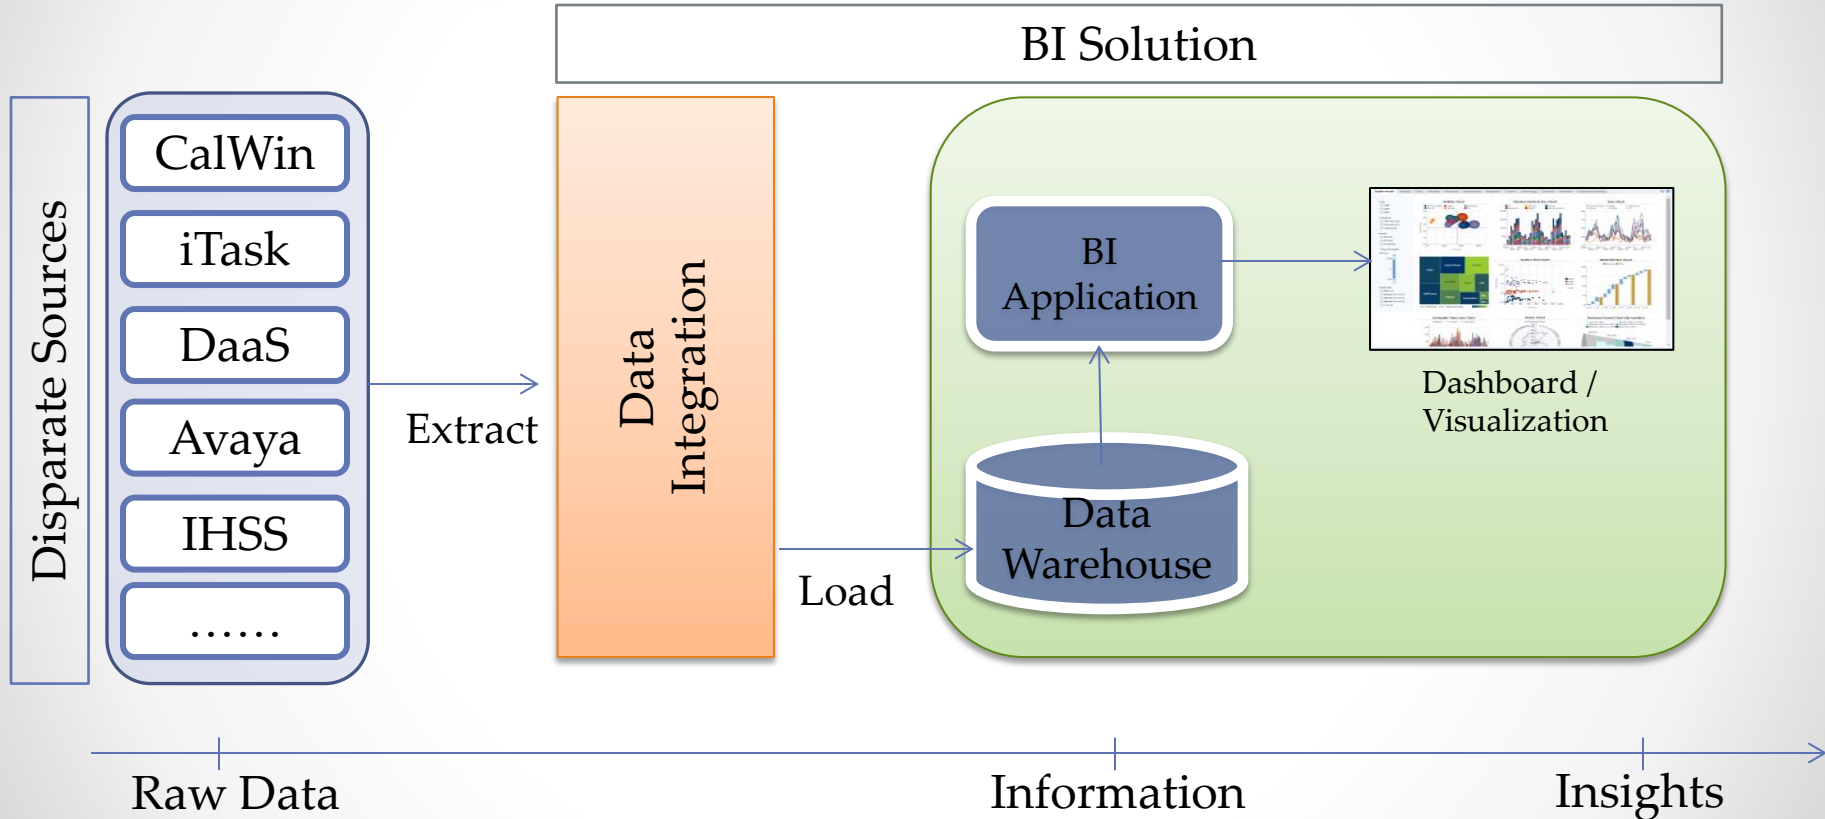 BI Solution
Disparate Sources
CalWin
iTask
DaaS
Avaya
IHSS
......
Extract
Data
Integration
Load
BI
Application
Data
Warehouse
Dashboard /
Visualization
Raw Data
Information
Insights